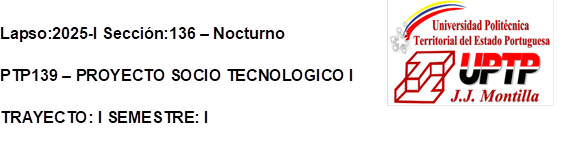 Lapso:2025-I Sección:136 – Nocturno
PTP139 – PROYECTO SOCIO TECNOLOGICO I
TRAYECTO: I SEMESTRE: I
Universidad Politécnica
Territorial del Estado Portuguesa
UPTP
J.J. Montilla